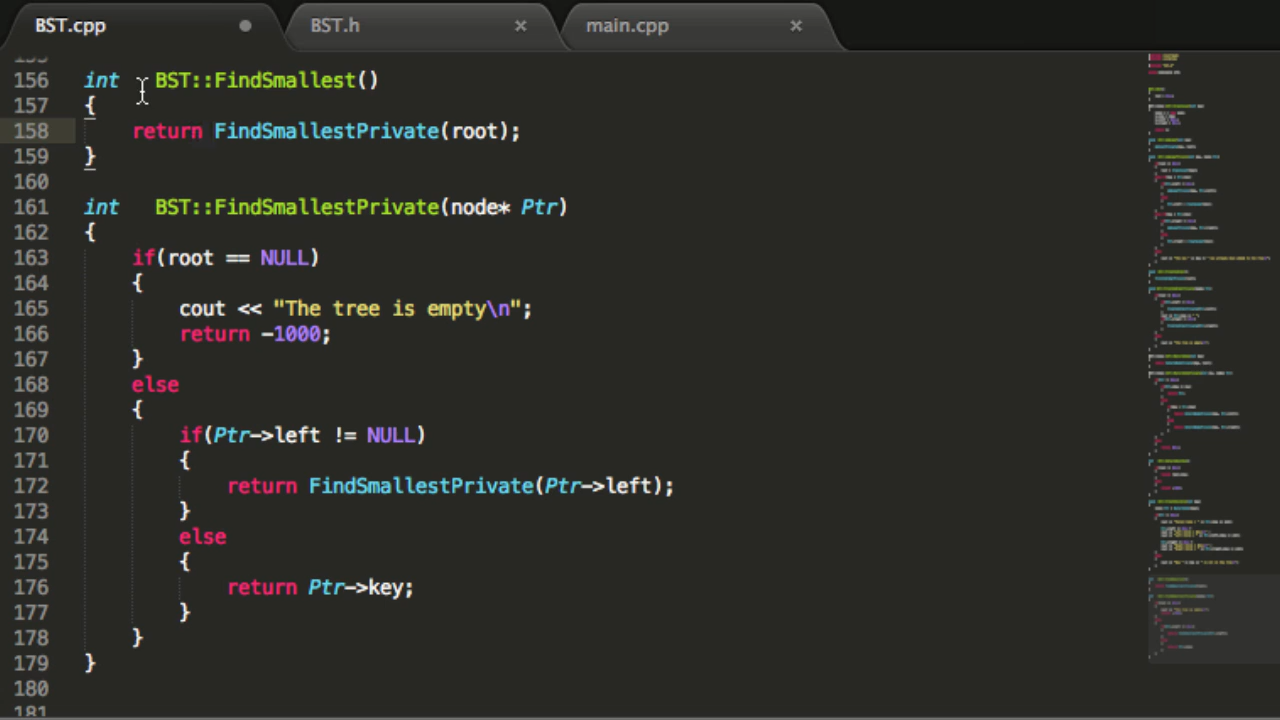 BST.cpp BST.h main.cpp
156 int BST::FindSmallest()
157 {
158 return FindSmallestPrivate(root);
159 }
160
161 int BST::FindSmallestPrivate(node* Ptr)
162 {
163 if(root == NULL)
164 {
165 cout << "The tree is empty\n";
166 return -1000;
167 }
168 else
169 {
170 if(Ptr->left != NULL)
171 {
172 return FindSmallestPrivate(Ptr->left);
173 }
174 else
175 {
176 return Ptr->key;
177 }
178 }
179 }
180
181